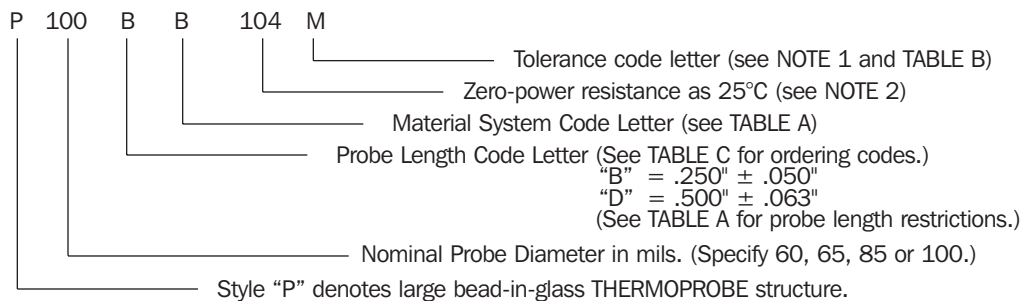 P 100 B B 104 M
Tolerance code letter (see NOTE 1 and TABLE B)
Zero-power resistance as 25°C (see NOTE 2)
Material System Code Letter (see TABLE A)
Probe Length Code Letter (See TABLE C for ordering codes.)
“B” = .250" ± .050"
“D” = .500" ± .063"
(See TABLE A for probe length restrictions.)
Nominal Probe Diameter in mils. (Specify 60, 65, 85 or 100.)
Style “P” denotes large bead-in-glass THERMOPROBE structure.